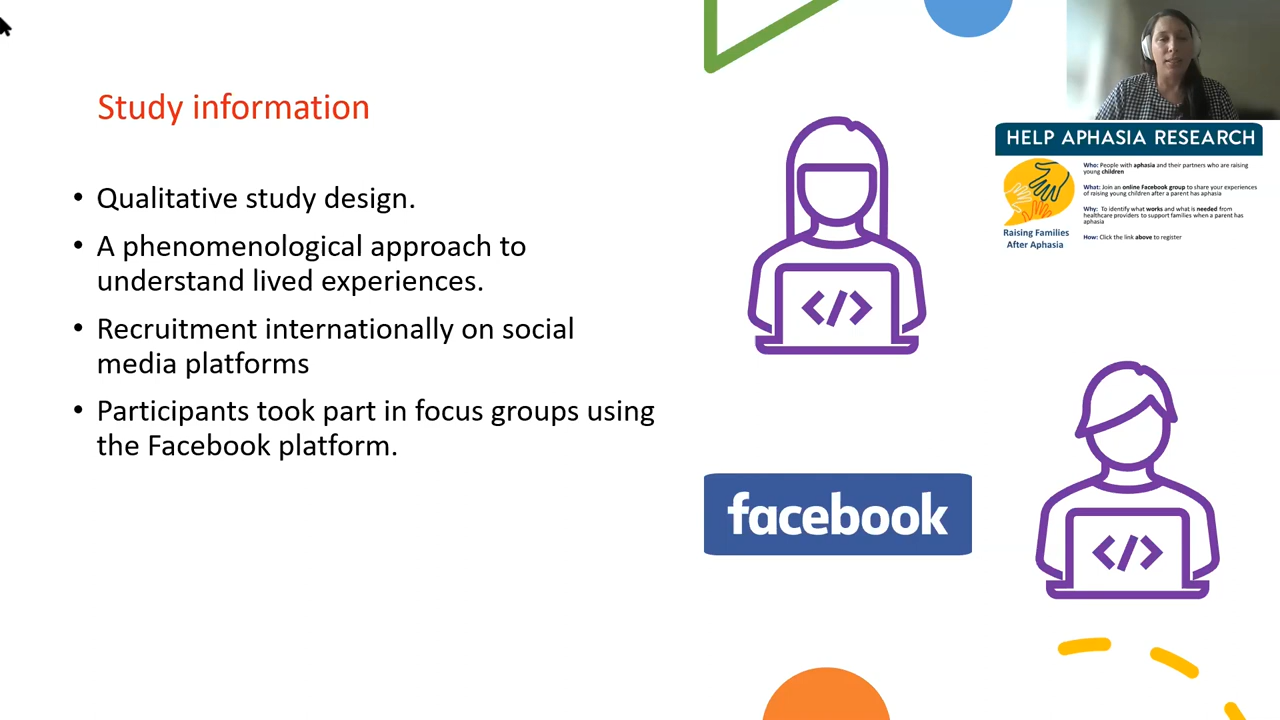 Study information
• Qualitative study design.
• A phenomenological approach to
understand lived experiences.
• Recruitment internationally on social
media platforms
• Participants took part in focus groups using
the Facebook platform.
</>
facebook
</>
HELP APHASIA RESEARCH
Who: People with aphasia and their partners who are raising
young children
What: Join an online Facebook group to share your experiences
of raising young children after a parent has aphasia
Why: To identify what works and what is needed from
healthcare providers to support families when a parent has
aphasia
How: Click the link above to register
Raising Families
After Aphasia